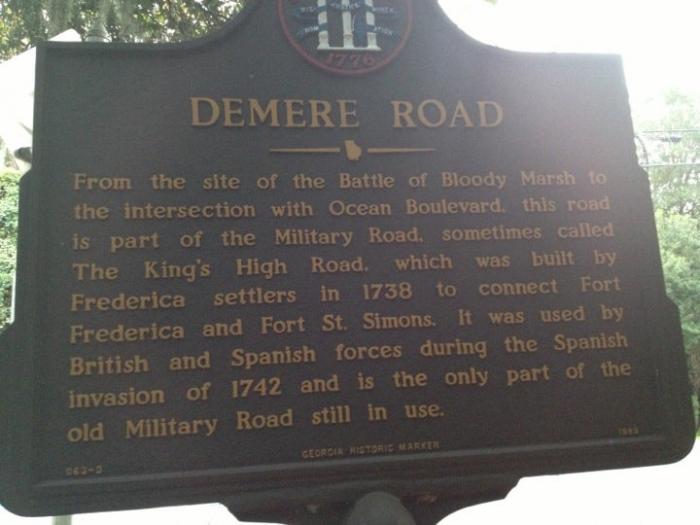 1776
DEMERE ROAD
From the site of the Battle of Bloody Marsh to
the intersection with Ocean Boulevard, this road
is part of the Military Road, sometimes called
The King's High Road, which was built by
Frederica settlers in 1738 to connect Fort
Frederica and Fort St. Simons. It was used by
British and Spanish forces during the Spanish
invasion of 1742 and is the only part of the
old Military Road still in use.
GEORGIA HISTORIC MARKER